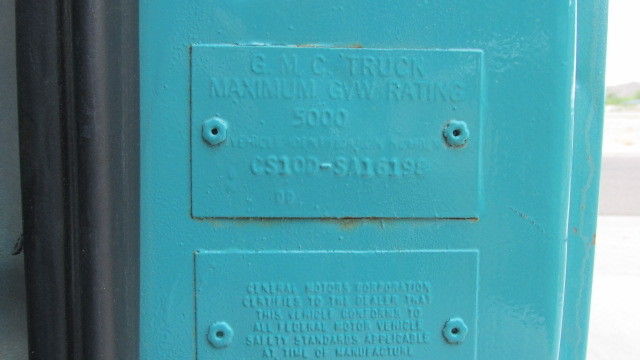 G.M.C. TRUCK
MAXIMUM GVW RATING
5000
VEHICLE
CS10D-SA16198
GENERAL MOTORS CORPORATION
CERTIFIES TO THE DEALER THAT
THIS VEHICLE CONFORMS TO
ALL FEDERAL MOTOR VEHICLE
SAFETY STANDARDS APPLICABLE
AT TIME OF MANUFACTURE